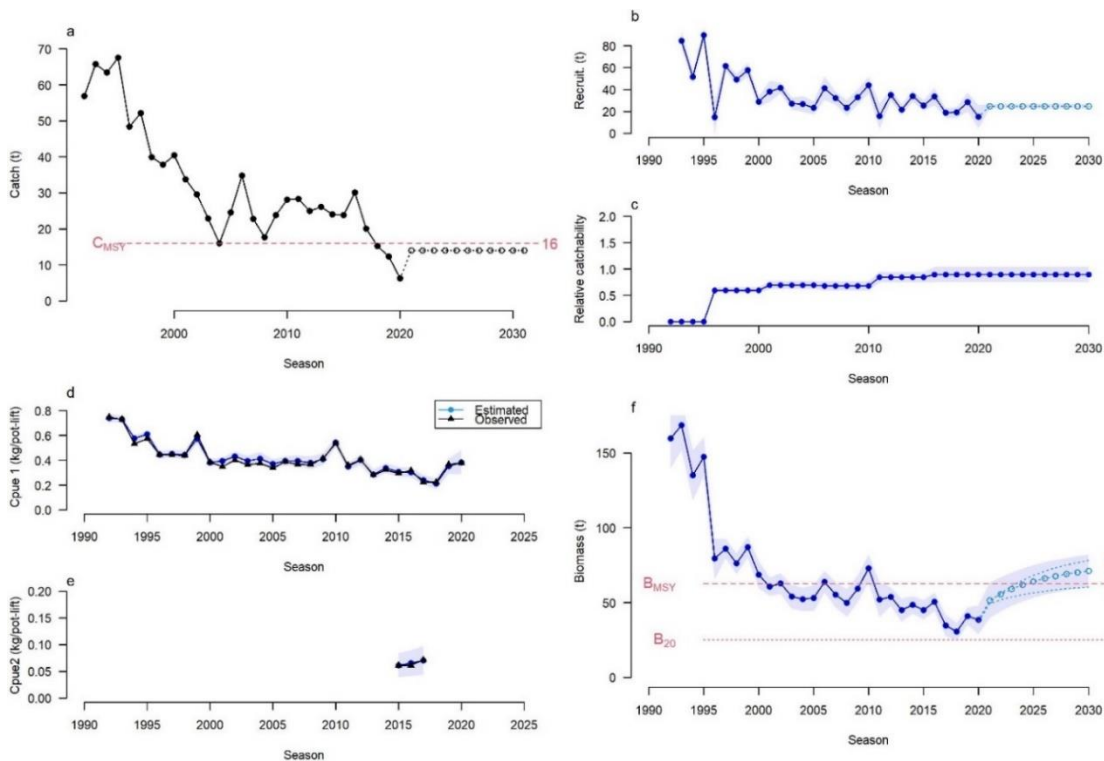 a
70
60
50
40
30
20
10
0
Catch (t)
C_MSY
16
2000 2010 2020 2030
Season
b
80
60
40
20
0
Recruit. (t)
1990 1995 2000 2005 2010 2015 2020 2030
Season
c
2.0
1.5
1.0
0.5
0.0
Relative catchability
1990 1995 2000 2005 2010 2015 2020 2030
Season
d
0.8
0.6
0.4
0.2
0.0
Cpue 1 (kg/pot-lift)
Estimated
Observed
1990 1995 2000 2005 2010 2015 2020 2025
Season
e
0.20
0.15
0.10
0.05
0.00
Cpue2 (kg/pot-lift)
1990 1995 2000 2005 2010 2015 2020 2025
Season
f
150
100
50
0
Biomass (t)
B_MSY
B_20
1990 1995 2000 2005 2010 2015 2020 2030
Season